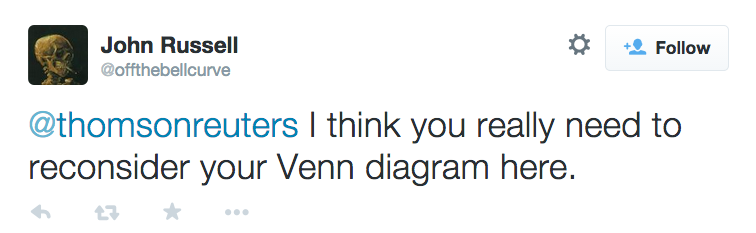 John Russell
@offthebellcurve
Follow
@thomsonreuters I think you really need to
reconsider your Venn diagram here.